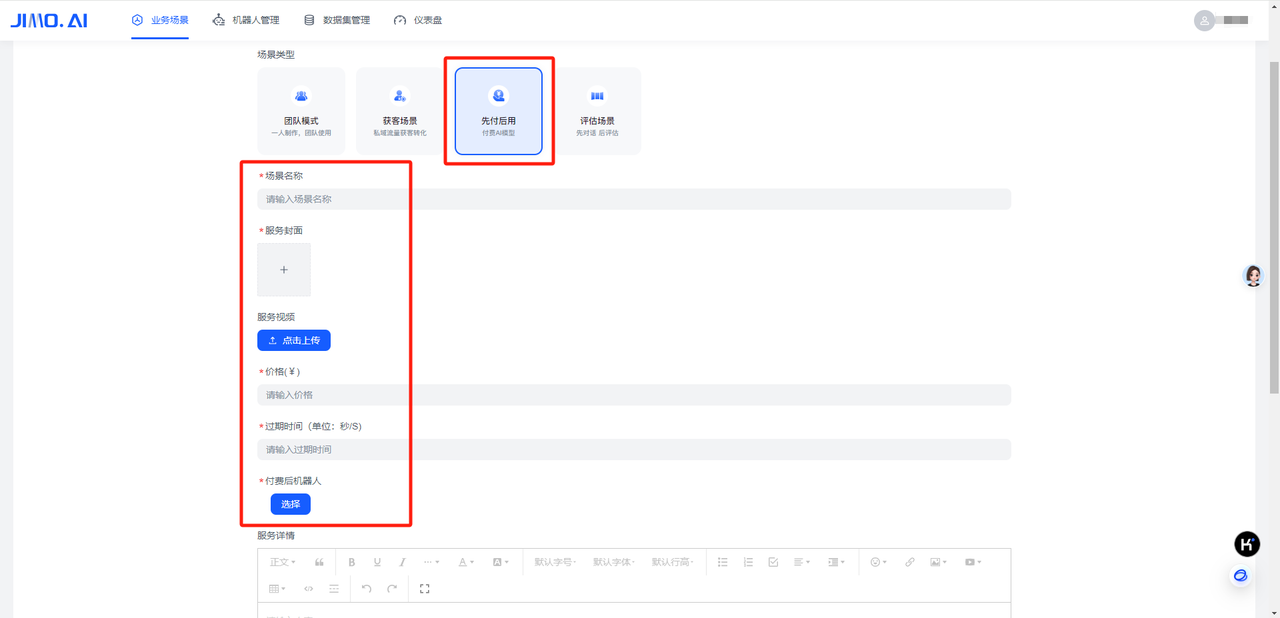 JIMO.AI 业务场景 机器人管理 数据集管理 仪表盘
场景类型
团队模式 获客场景 先付后用 评估场景
一人制作，团队使用 私域流量获客转化 付费AI模型 先对话 后评估
*场景名称
请输入场景名称
*服务封面
+
服务视频
点击上传
*价格(￥)
请输入价格
*过期时间（单位：秒/S)
请输入过期时间
*付费后机器人
选择
服务详情
正文 B U I ... A A 默认字号 默认字体 默认行高